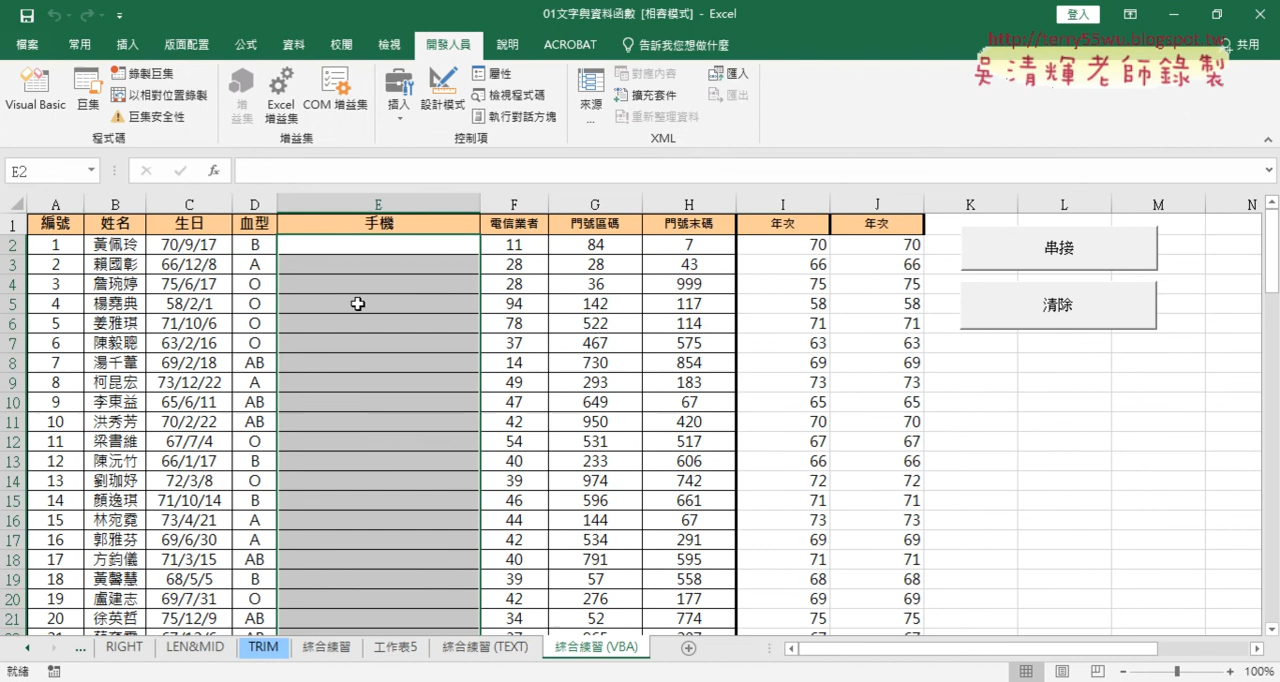 01文字與資料函數 [相容模式] - Excel
登入
檔案 常用 插入 版面配置 公式 資料 校閱 檢視 開發人員 說明 ACROBAT 告訴我您想做什麼 共用
http://terry55wu.blogspot.tw
吳清輝老師錄製
Visual Basic 巨集 錄製巨集 以相對位置錄製 巨集安全性 程式碼
增益集 Excel 增益集 COM 增益集 增益集
插入 設計模式 屬性 檢視程式碼 執行對話方塊 控制項
來源... 對應內容 擴充套件 重新整理資料 匯入 匯出 XML
E2 fx
A B C D E F G H I J K L M N
1 編號 姓名 生日 血型 手機 電信業者 門號區碼 門號末碼 年次 年次
2 1 黃佩玲 70/9/17 B 11 84 7 70 70
3 2 賴國彰 66/12/8 A 28 28 43 66 66
4 3 詹琬婷 75/6/17 O 28 36 999 75 75
5 4 楊堯典 58/2/1 O 94 142 117 58 58
6 5 姜雅琪 71/10/6 O 78 522 114 71 71
7 6 陳毅聰 63/2/16 O 37 467 575 63 63
8 7 湯千葦 69/2/18 AB 14 730 854 69 69
9 8 柯昆宏 73/12/22 A 49 293 183 73 73
10 9 李東益 65/6/11 AB 47 649 67 65 65
11 10 洪秀芳 70/2/22 AB 42 950 420 70 70
12 11 梁書維 67/7/4 O 54 531 517 67 67
13 12 陳沅竹 66/1/17 B 40 233 606 66 66
14 13 劉珈妤 72/3/8 O 39 974 742 72 72
15 14 顏逸琪 71/10/14 B 46 596 661 71 71
16 15 林宛霓 73/4/21 A 44 144 67 73 73
17 16 郭雅芬 69/6/30 A 42 534 291 69 69
18 17 方鈞儀 71/3/15 AB 40 791 595 71 71
19 18 黃馨慧 68/5/5 B 39 57 558 68 68
20 19 盧建志 69/7/31 O 42 276 177 69 69
21 20 徐英哲 75/12/9 AB 34 52 774 75 75
串接
清除
... RIGHT LEN&MID TRIM 綜合練習 工作表5 綜合練習 (TEXT) 綜合練習 (VBA)
就緒 100%